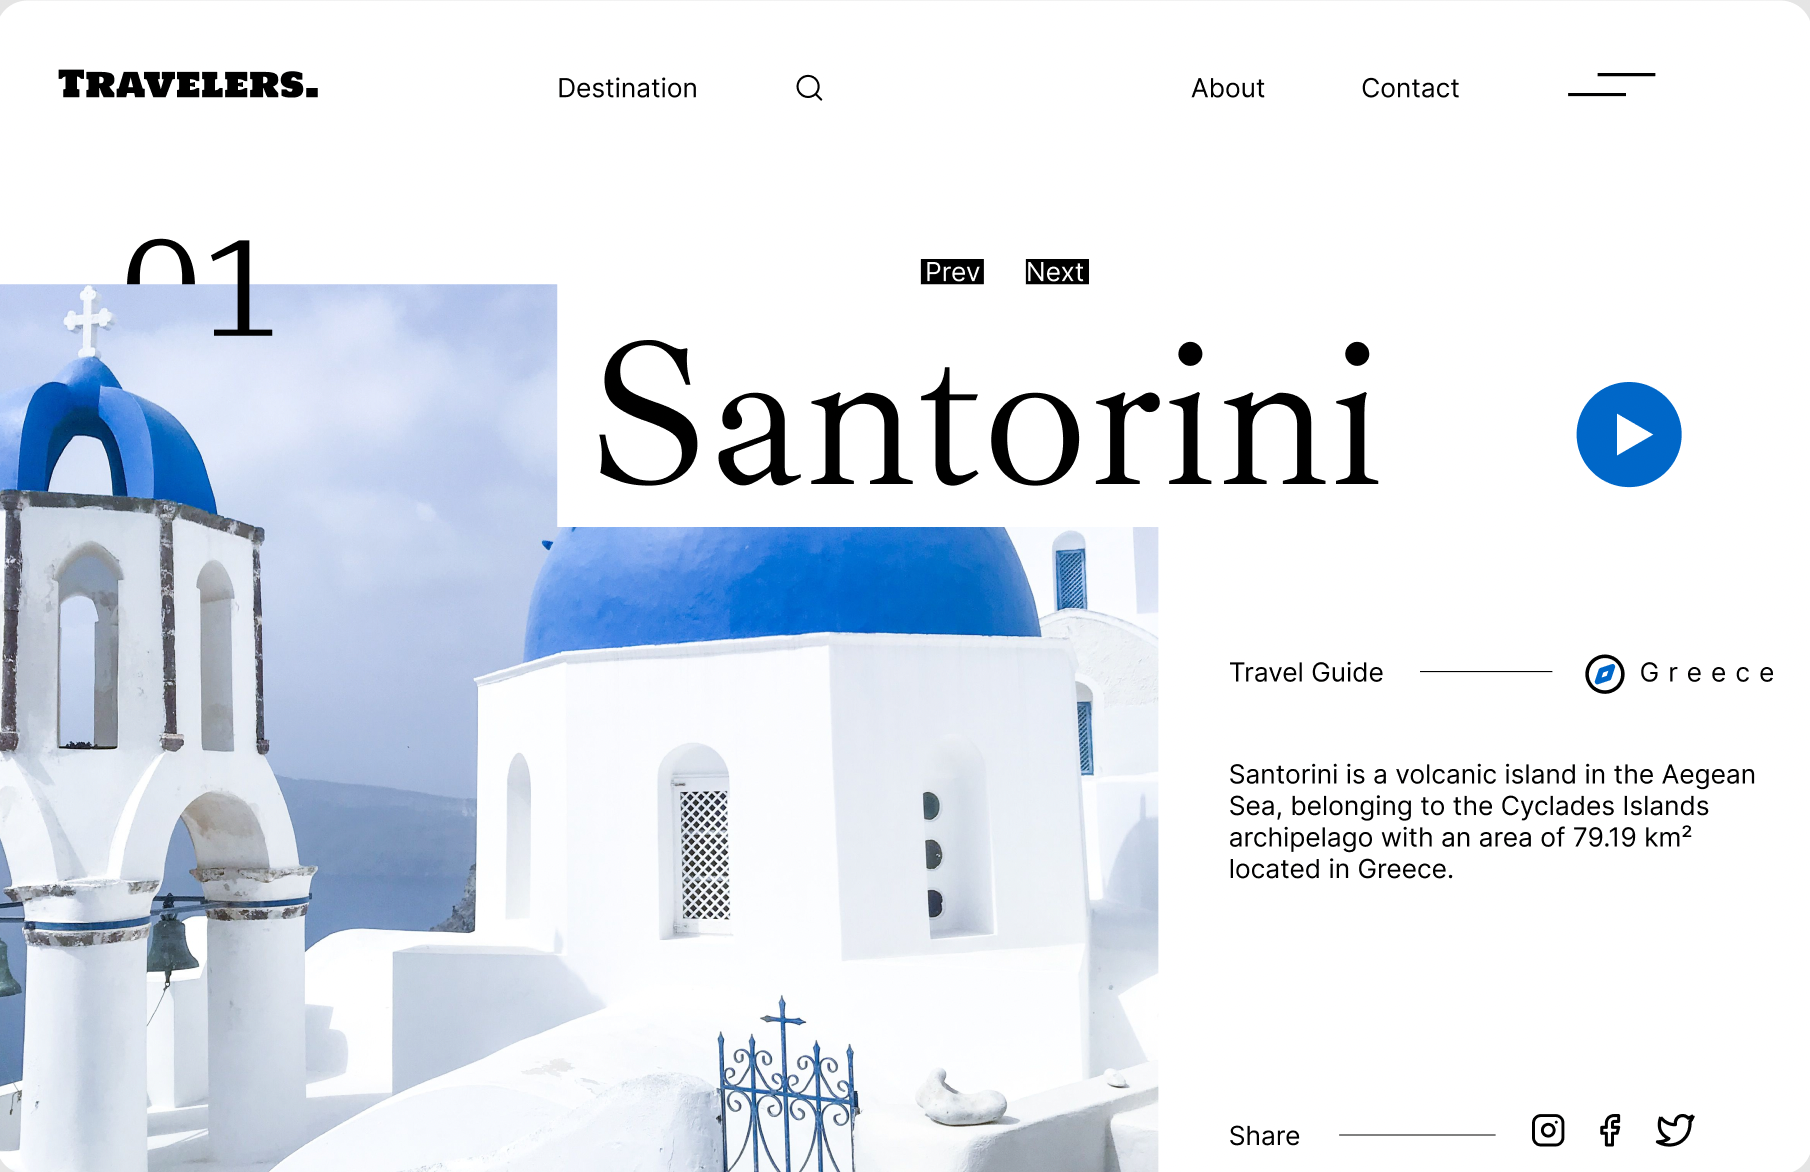 TRAVELERS.
Destination
About
Contact
01
Prev
Next
Santorini
Travel Guide
Greece
Santorini is a volcanic island in the Aegean
Sea, belonging to the Cyclades Islands
archipelago with an area of 79.19 km²
located in Greece.
Share